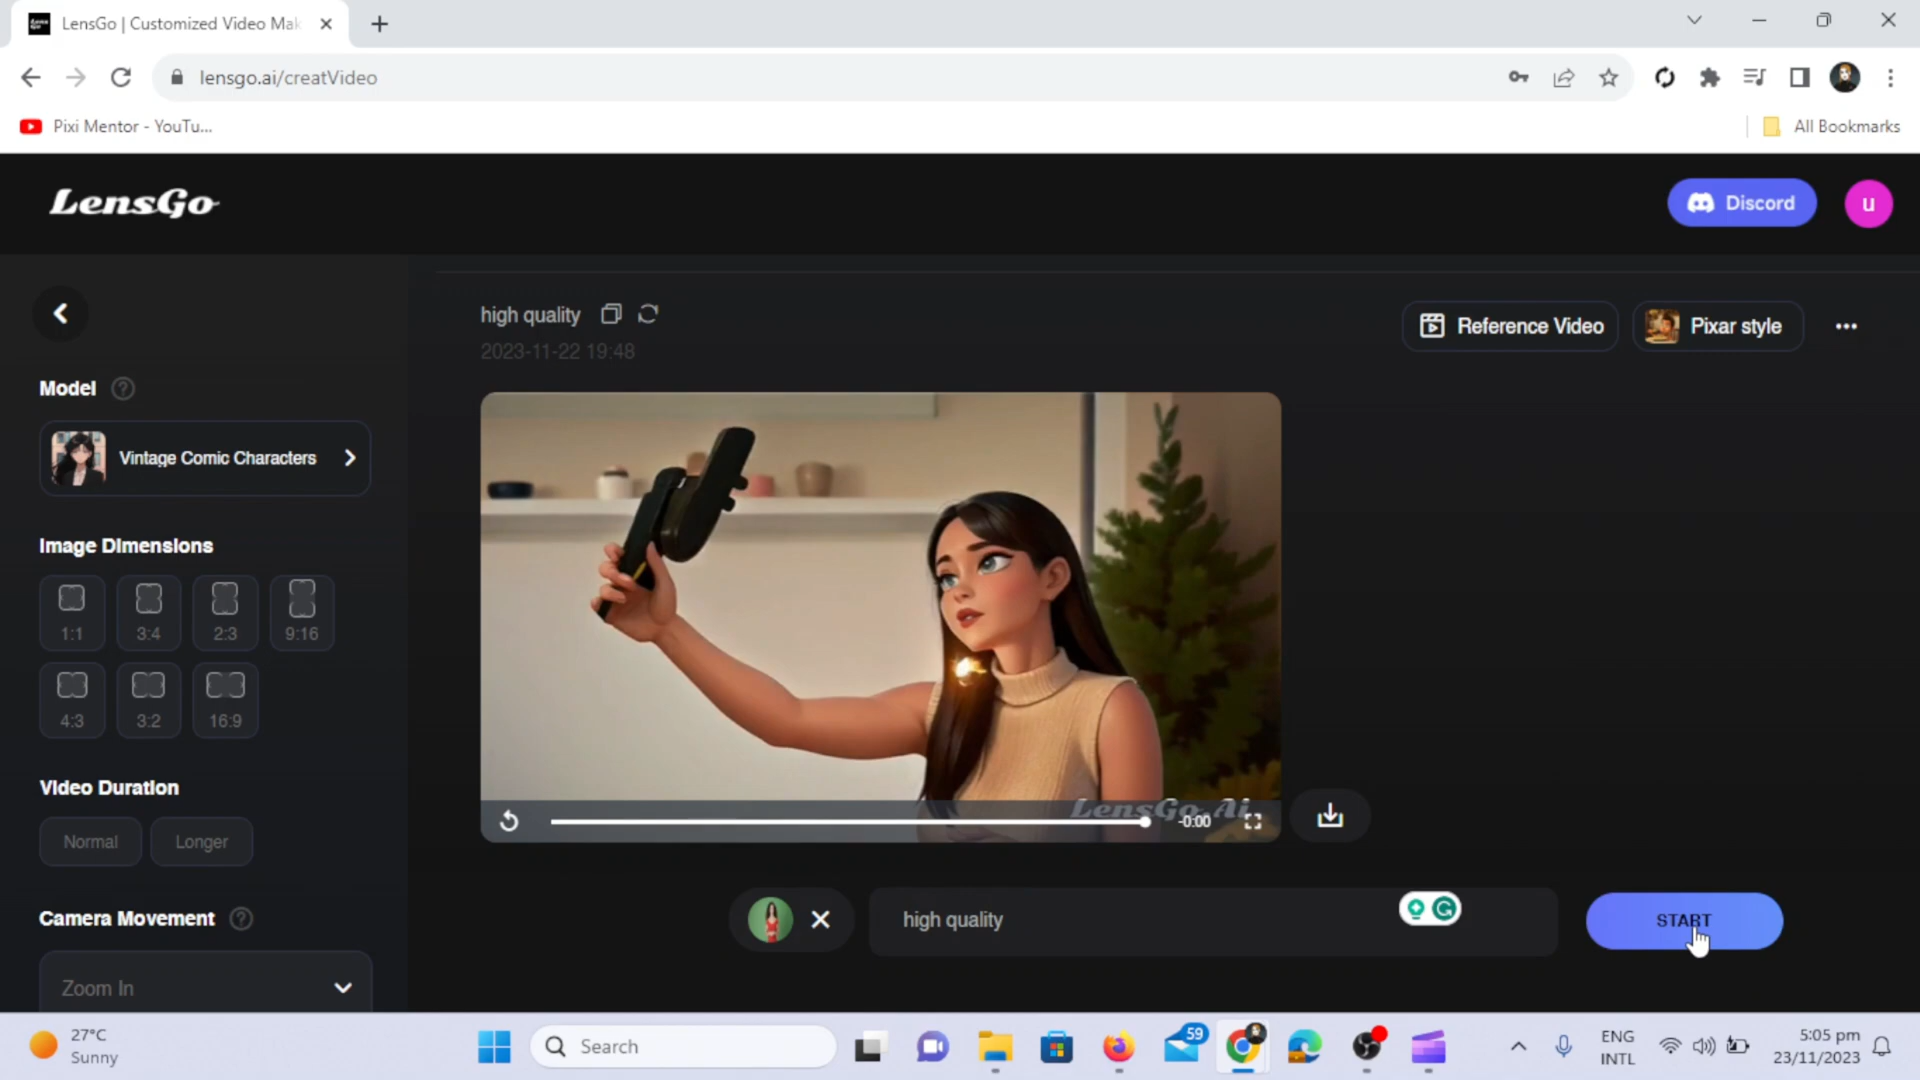 LensGo | Customized Video Mak
lensgo.ai/creatVideo
Pixi Mentor - YouTu...
All Bookmarks
LensGo
Discord
u
high quality
2023-11-22 19:48
Reference Video
Pixar style
Model
Vintage Comic Characters
Image Dimensions
1:1
3:4
2:3
9:16
4:3
3:2
16:9
Video Duration
Normal
Longer
Camera Movement
Zoom In
LensGo Ai
-0:00
high quality
START
27°C
Sunny
Search
59
ENG
INTL
5:05 pm
23/11/2023